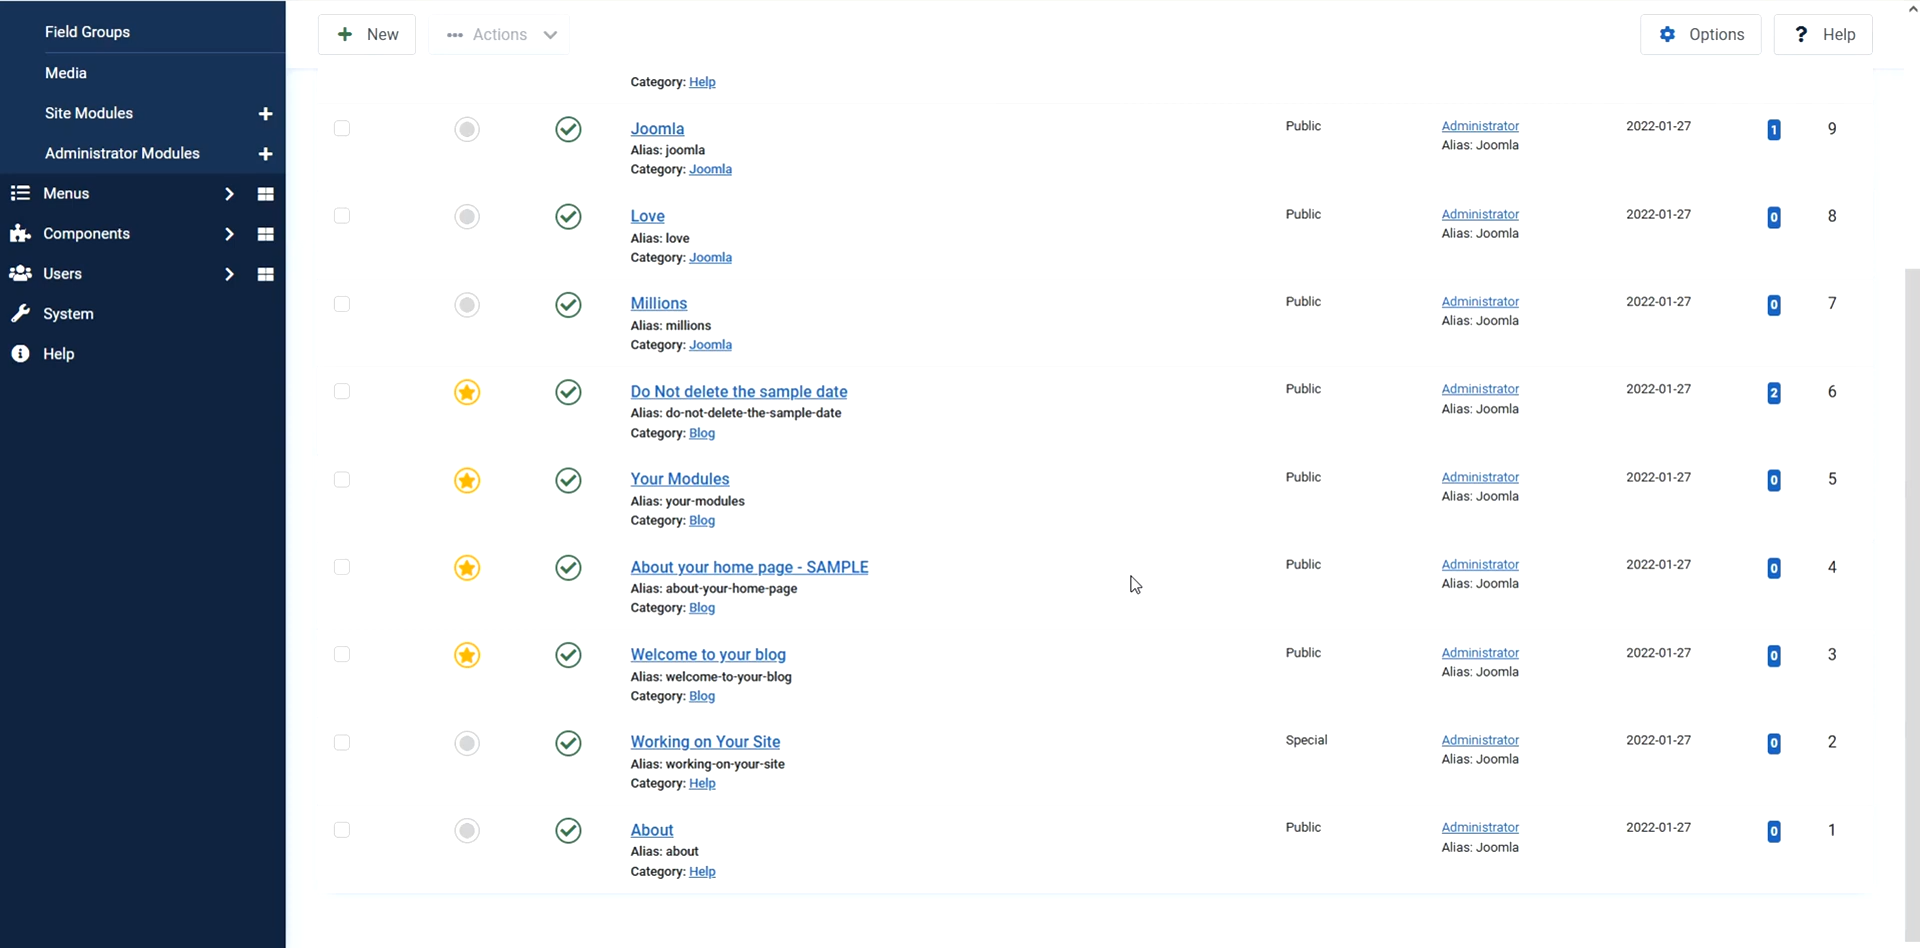 Field Groups
Media
Site Modules
Administrator Modules
Menus
Components
Users
System
Help
New
Actions
Options
? Help
Category: Help
Joomla
Alias: joomla
Category: Joomla
Public
Administrator
Alias: Joomla
2022-01-27
1
9
Love
Alias: love
Category: Joomla
Public
Administrator
Alias: Joomla
2022-01-27
0
8
Millions
Alias: millions
Category: Joomla
Public
Administrator
Alias: Joomla
2022-01-27
0
7
Do Not delete the sample date
Alias: do-not-delete-the-sample-date
Category: Blog
Public
Administrator
Alias: Joomla
2022-01-27
2
6
Your Modules
Alias: your-modules
Category: Blog
Public
Administrator
Alias: Joomla
2022-01-27
0
5
About your home page - SAMPLE
Alias: about-your-home-page
Category: Blog
Public
Administrator
Alias: Joomla
2022-01-27
0
4
Welcome to your blog
Alias: welcome-to-your-blog
Category: Blog
Public
Administrator
Alias: Joomla
2022-01-27
0
3
Working on Your Site
Alias: working-on-your-site
Category: Help
Special
Administrator
Alias: Joomla
2022-01-27
0
2
About
Alias: about
Category: Help
Public
Administrator
Alias: Joomla
2022-01-27
0
1